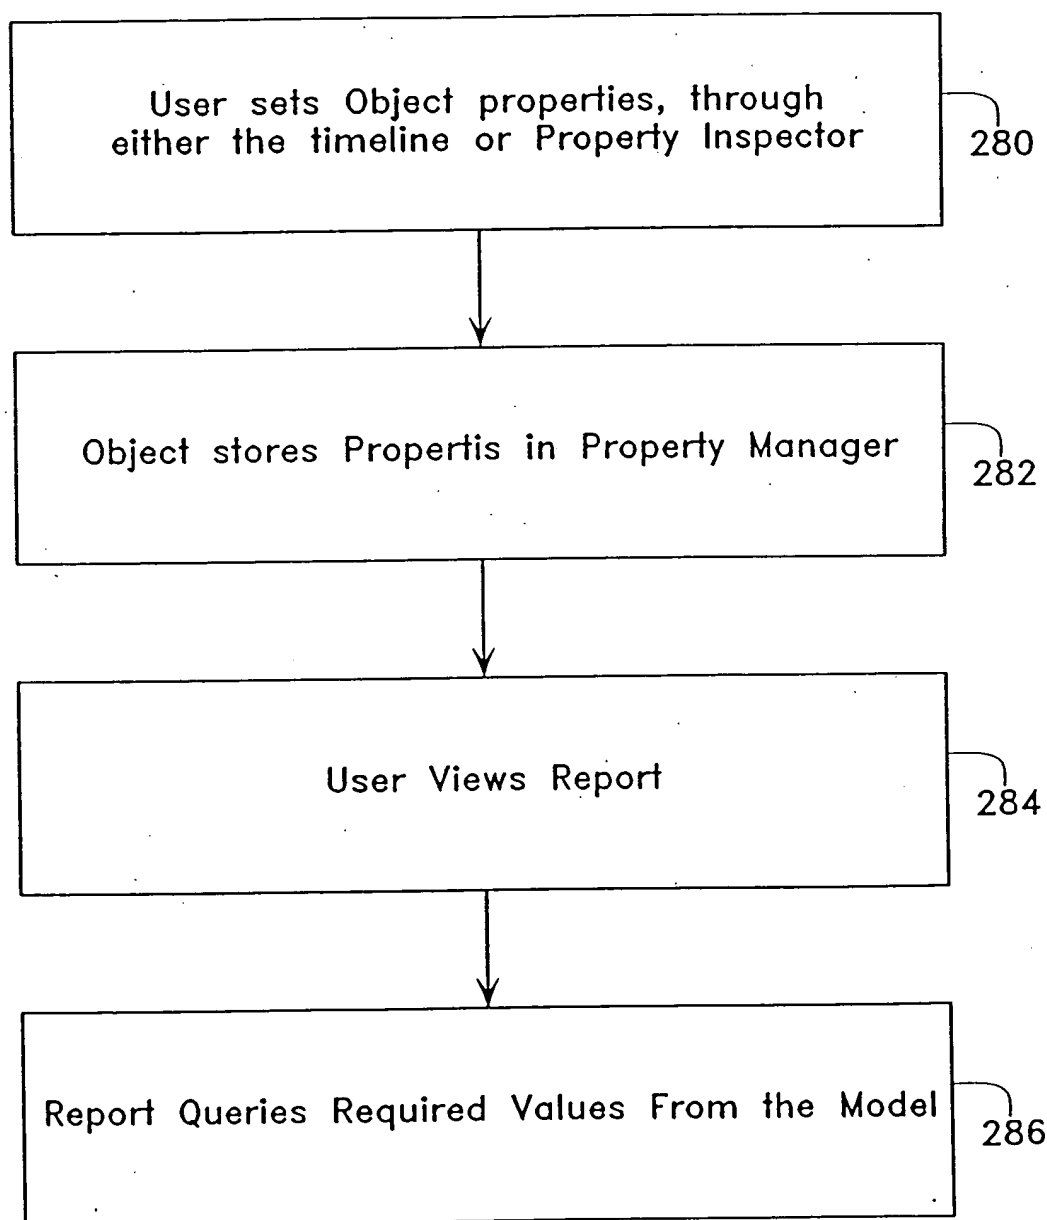 User sets Object properties, through
either the timeline or Property Inspector
280
Object stores Propertis in Property Manager
282
User Views Report
284
Report Queries Required Values From the Model
286